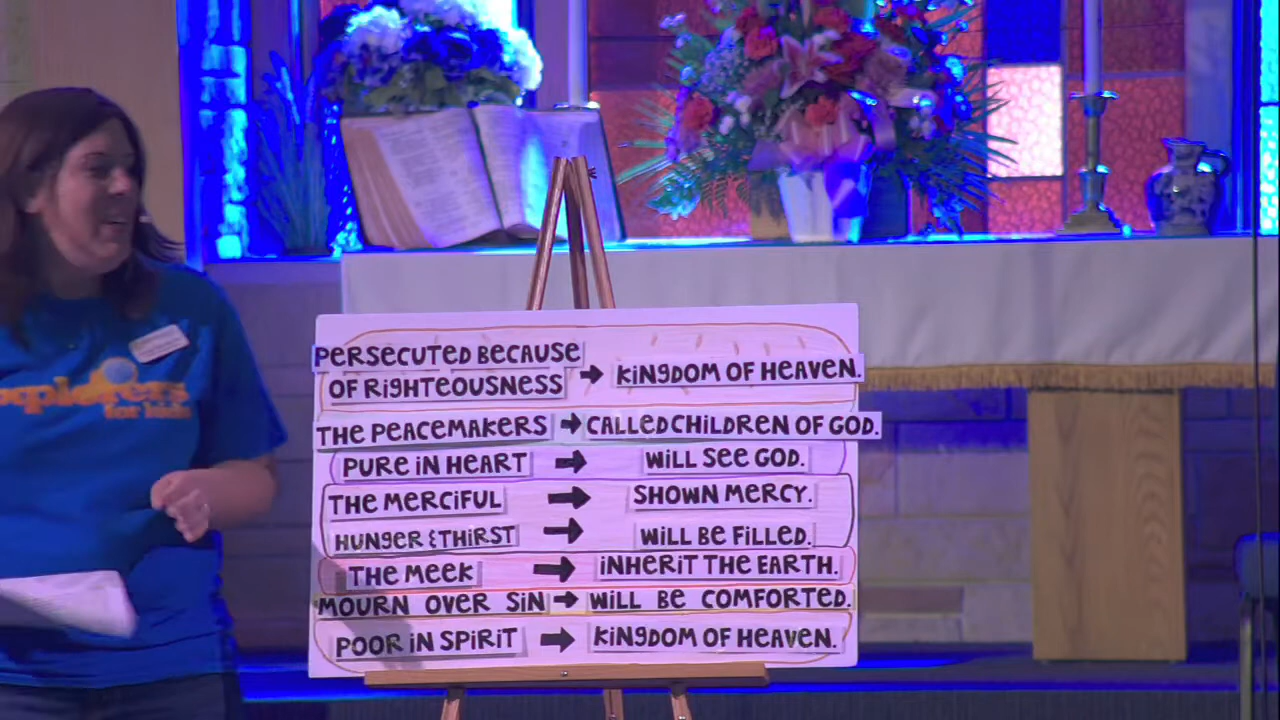 PERSECUTED BECAUSE
OF RiGHTEOUSNESS → KiNGDOM OF HEAVEN.
THE PEACEMAKERS → CALLED CHILDREN OF GOD.
PURE iN HEART → WiLL SEE GOD.
THE MERCiFUL → SHOWN MERCY.
HUNGER & THiRST → WiLL BE FiLLED.
THE MEEK → iNHERiT THE EARTH.
MOURN OVER SiN → WiLL BE COMFORTED.
POOR iN SPiRiT → KiNGDOM OF HEAVEN.
for kids